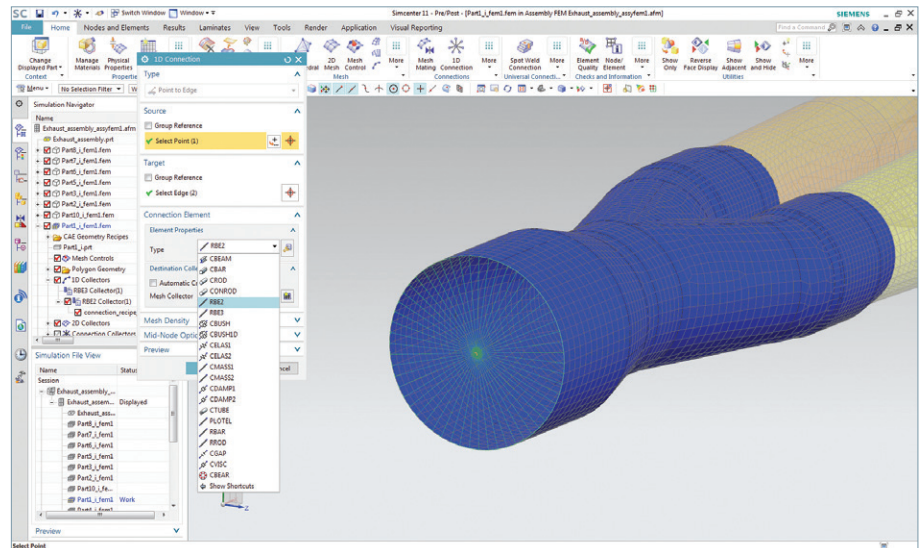 SC Switch Window Window
Simcenter 11 - Pre/Post - [Part1_i_fem1.fem in Assembly FEM Exhaust_assembly_assyfem1.afm]
SIEMENS
File Home Nodes and Elements Results Laminates View Tools Render Application Visual Reporting
Find a Command
Change Displayed Part
Manage Materials
Physical Properties
More
2D Mesh
Mesh Control
More
Mesh Mating
1D Connection
More
Spot Weld Connection
More
Element Quality
Node/ Element
More
Show Only
Reverse Face Display
Show Adjacent
Show and Hide
More
Context
Mesh
Connections
Universal Connecti...
Checks and Information
Utilities
Menu
No Selection Filter
Simulation Navigator
Name
Exhaust_assembly_assyfem1.afm
Exhaust_assembly.prt
Part8_i_fem1.fem
Part7_i_fem1.fem
Part6_i_fem1.fem
Part5_i_fem1.fem
Part3_i_fem1.fem
Part2_i_fem1.fem
Part10_i_fem1.fem
Part1_i_fem1.fem
CAE Geometry Recipes
Part1_i.prt
Mesh Controls
Polygon Geometry
1D Collectors
RBE3 Collector(1)
RBE2 Collector(1)
connection_recipe
2D Collectors
Connection Collectors
Simulation File View
Name Status
Session
Exhaust_assembly_...
Exhaust_assem... Displayed
Exhaust_ass...
Part8_i_fem1
Part7_i_fem1
Part6_i_fem1
Part5_i_fem1
Part3_i_fem1
Part2_i_fem1
Part10_i_fe...
Part1_i_fem1 Work
Preview
Select Point
1D Connection
Type
Point to Edge
Source
Group Reference
Select Point (1)
Target
Group Reference
Select Edge (2)
Connection Element
Element Properties
Type RBE2
Destination Colle
Automatic C
Mesh Collector
Mesh Density
Mid-Node Optio
Preview
CBEAM
CBAR
CROD
CONROD
RBE2
RBE3
CBUSH
CBUSH1D
CELAS1
CELAS2
CMASS1
CMASS2
CDAMP1
CDAMP2
CTUBE
PLOTEL
RBAR
RROD
CGAP
CVISC
CBEAR
Show Shortcuts
Z